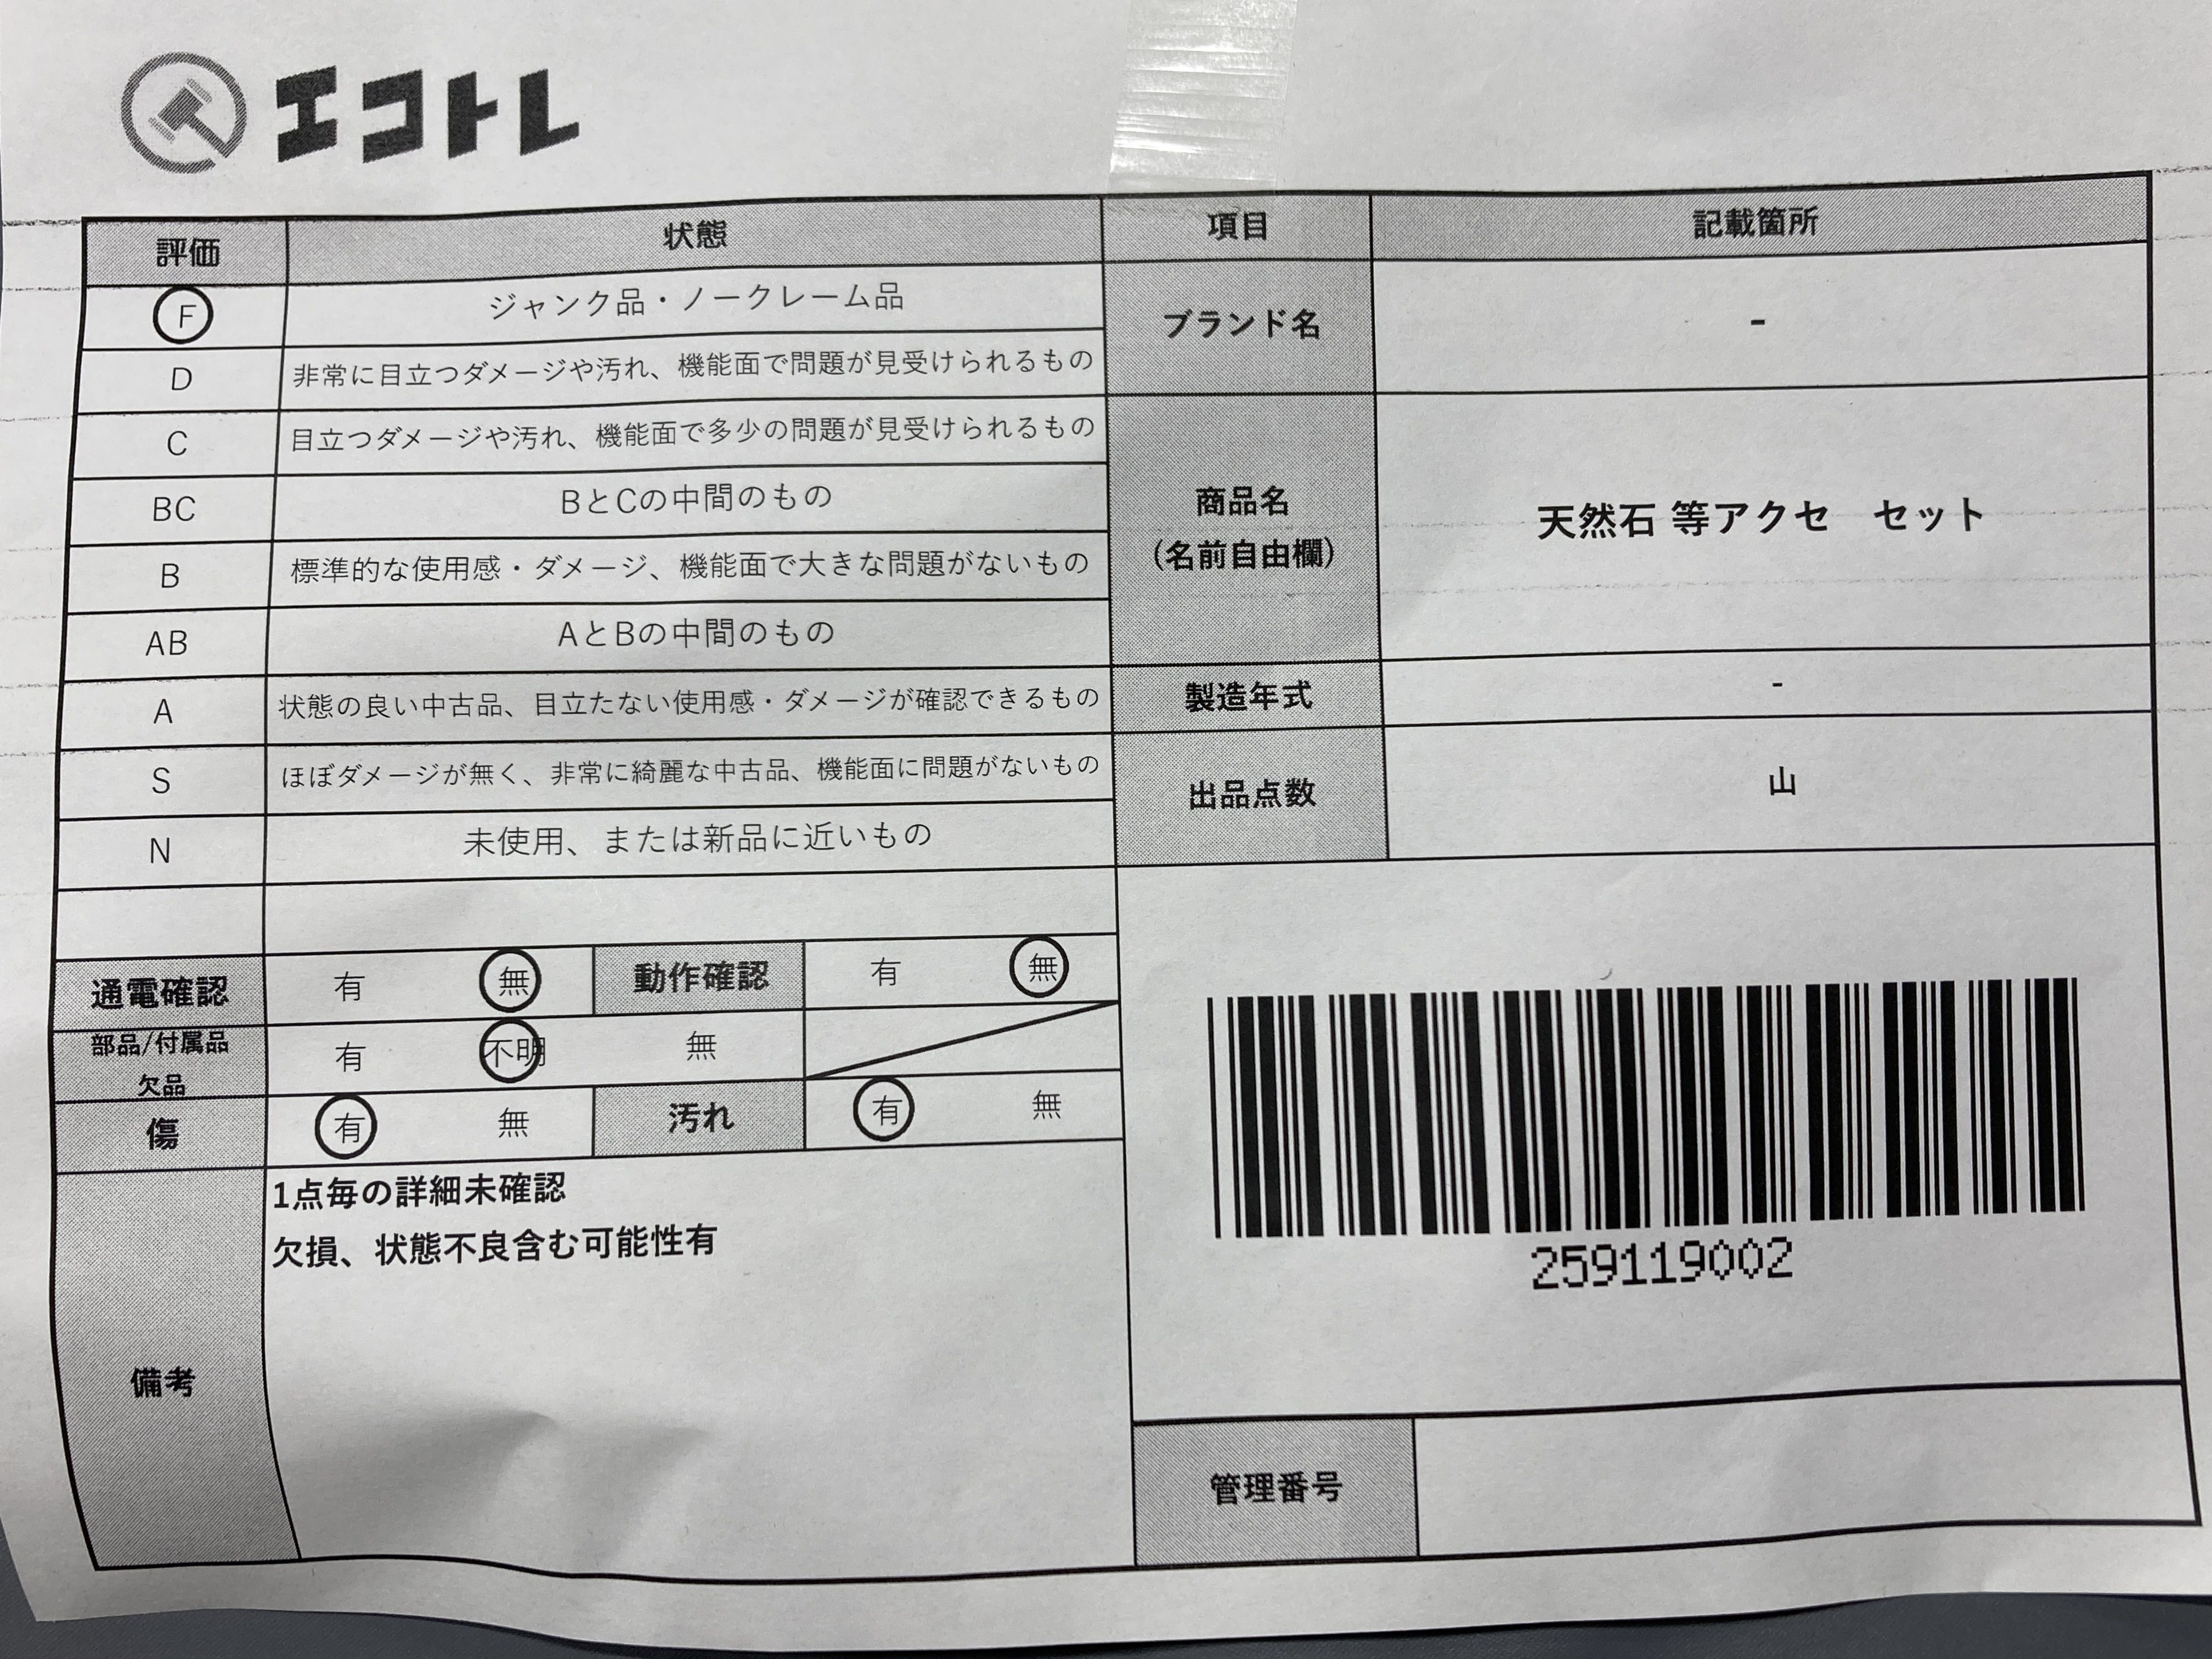 エコトレ
評価 状態 項目 記載箇所
F ジャンク品・ノークレーム品
D 非常に目立つダメージや汚れ、機能面で問題が見受けられるもの
ブランド名 -
C 目立つダメージや汚れ、機能面で多少の問題が見受けられるもの
BC BとCの中間のもの
B 標準的な使用感・ダメージ、機能面で大きな問題がないもの
商品名
（名前自由欄）
天然石 等アクセ　セット
AB AとBの中間のもの
A 状態の良い中古品、目立たない使用感・ダメージが確認できるもの
製造年式 -
S ほぼダメージが無く、非常に綺麗な中古品、機能面に問題がないもの
出品点数 山
N 未使用、または新品に近いもの
通電確認 有 無 動作確認 有 無
部品/付属品
欠品
有 不明 無
傷 有 無 汚れ 有 無
備考
1点毎の詳細未確認
欠損、状態不良含む可能性有
259119002
管理番号